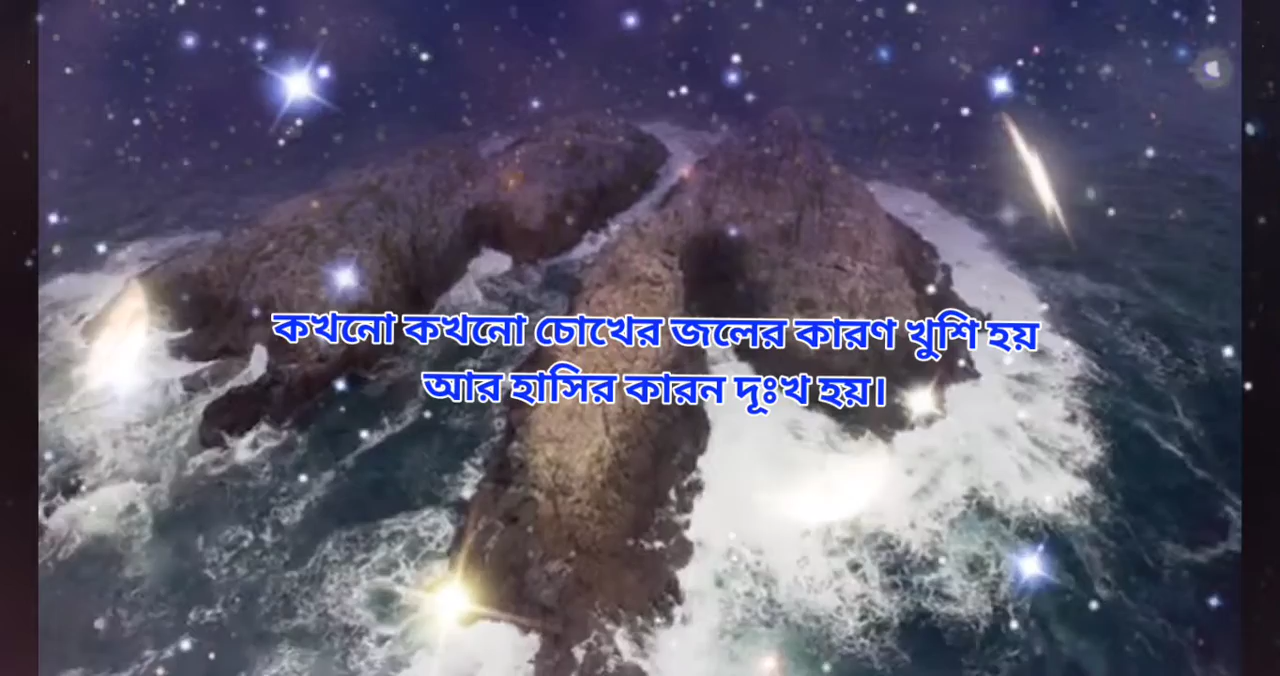 কখনো কখনো চোখের জলের কারণ খুশি হয়
আর হাসির কারন দূঃখ হয়।